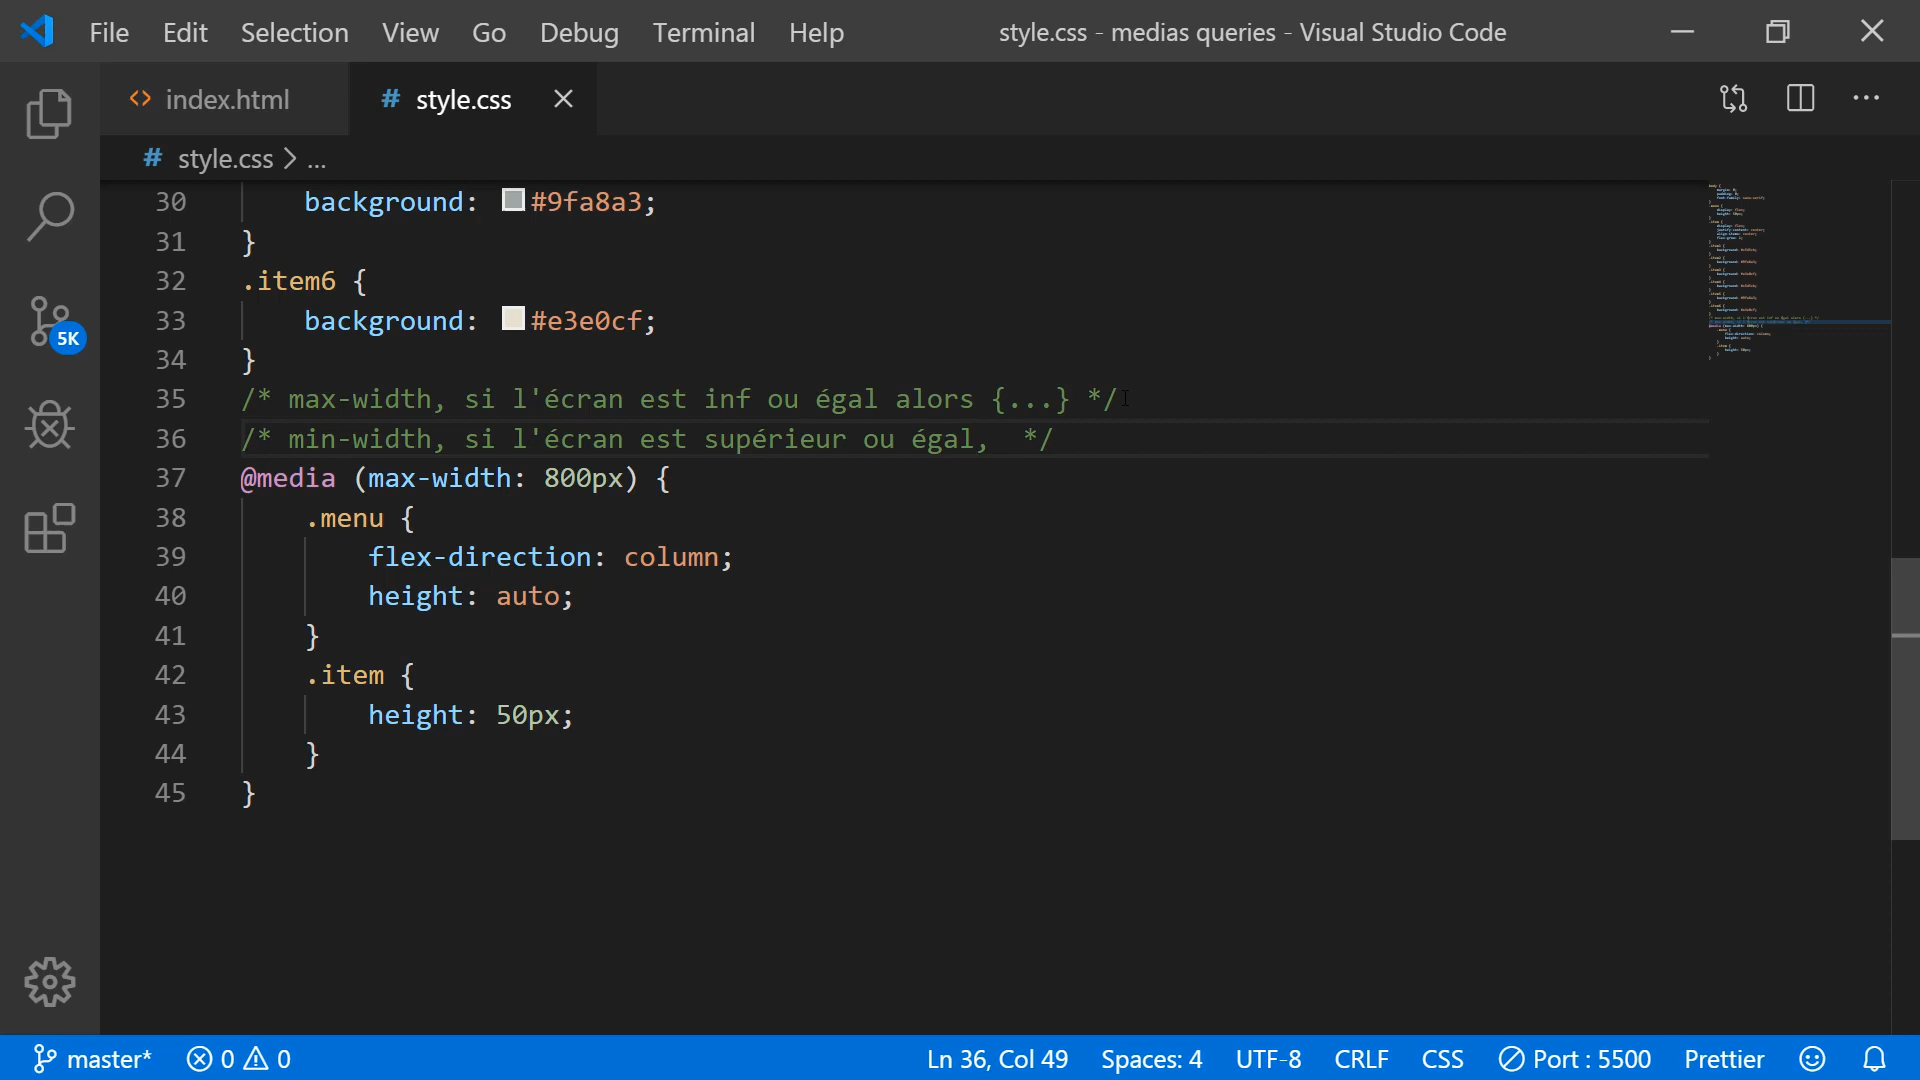 File Edit Selection View Go Debug Terminal Help style.css - medias queries - Visual Studio Code
index.html # style.css
# style.css > ...
30 background: #9fa8a3;
31 }
32 .item6 {
33 background: #e3e0cf;
34 }
35 /* max-width, si l'écran est inf ou égal alors {...} */
36 /* min-width, si l'écran est supérieur ou égal,  */
37 @media (max-width: 800px) {
38 .menu {
39 flex-direction: column;
40 height: auto;
41 }
42 .item {
43 height: 50px;
44 }
45 }
5K
master* 0 0 Ln 36, Col 49 Spaces: 4 UTF-8 CRLF CSS Port : 5500 Prettier